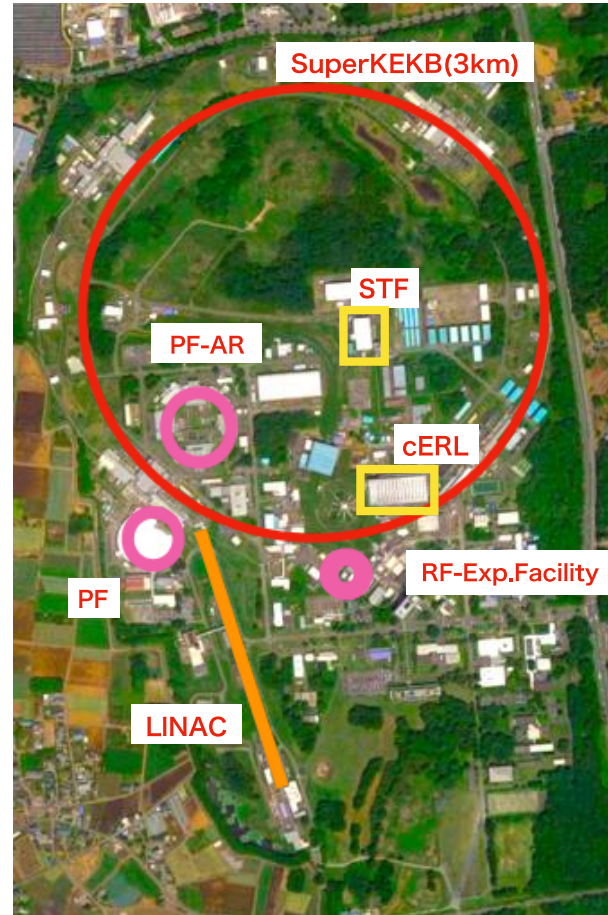 SuperKEKB(3km)
STF
PF-AR
cERL
RF-Exp.Facility
PF
LINAC